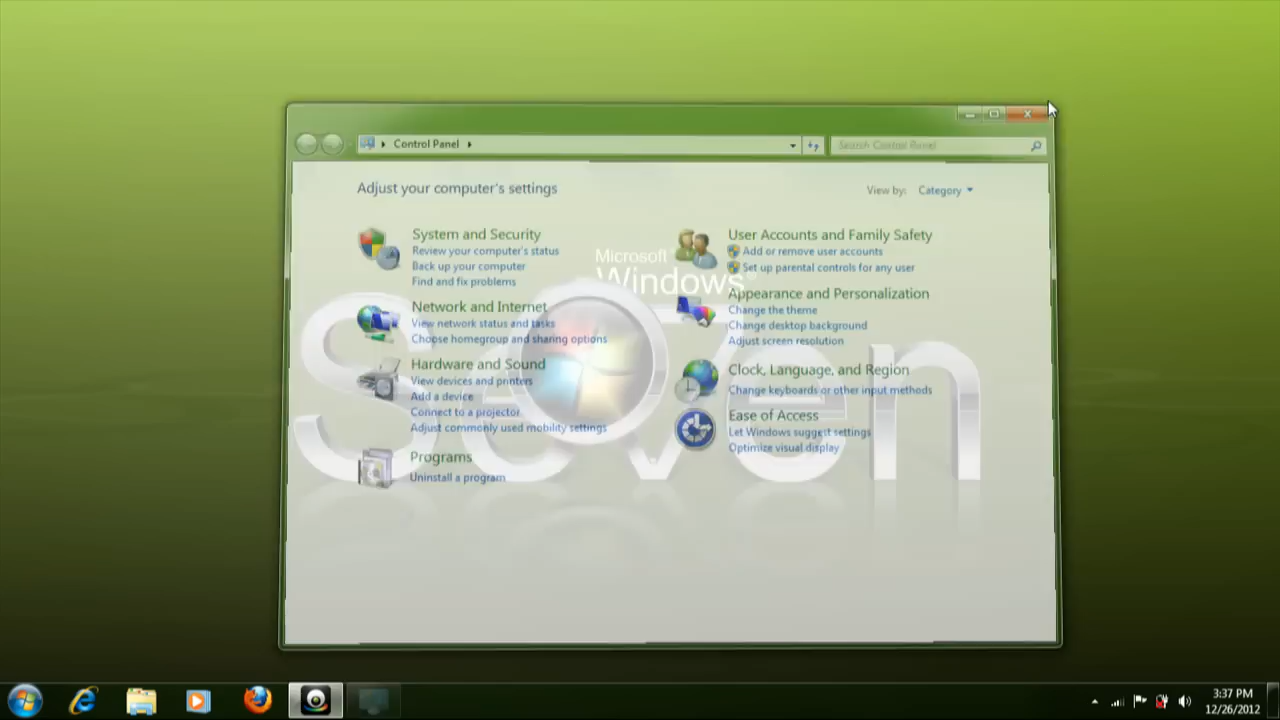 Control Panel
Search Control Panel
Adjust your computer's settings
View by: Category
System and Security
Review your computer's status
Back up your computer
Find and fix problems
Network and Internet
View network status and tasks
Choose homegroup and sharing options
Hardware and Sound
View devices and printers
Add a device
Connect to a projector
Adjust commonly used mobility settings
Programs
Uninstall a program
User Accounts and Family Safety
Add or remove user accounts
Set up parental controls for any user
Appearance and Personalization
Change the theme
Change desktop background
Adjust screen resolution
Clock, Language, and Region
Change keyboards or other input methods
Ease of Access
Let Windows suggest settings
Optimize visual display
Microsoft
Windows
Seven
3:37 PM
12/26/2012